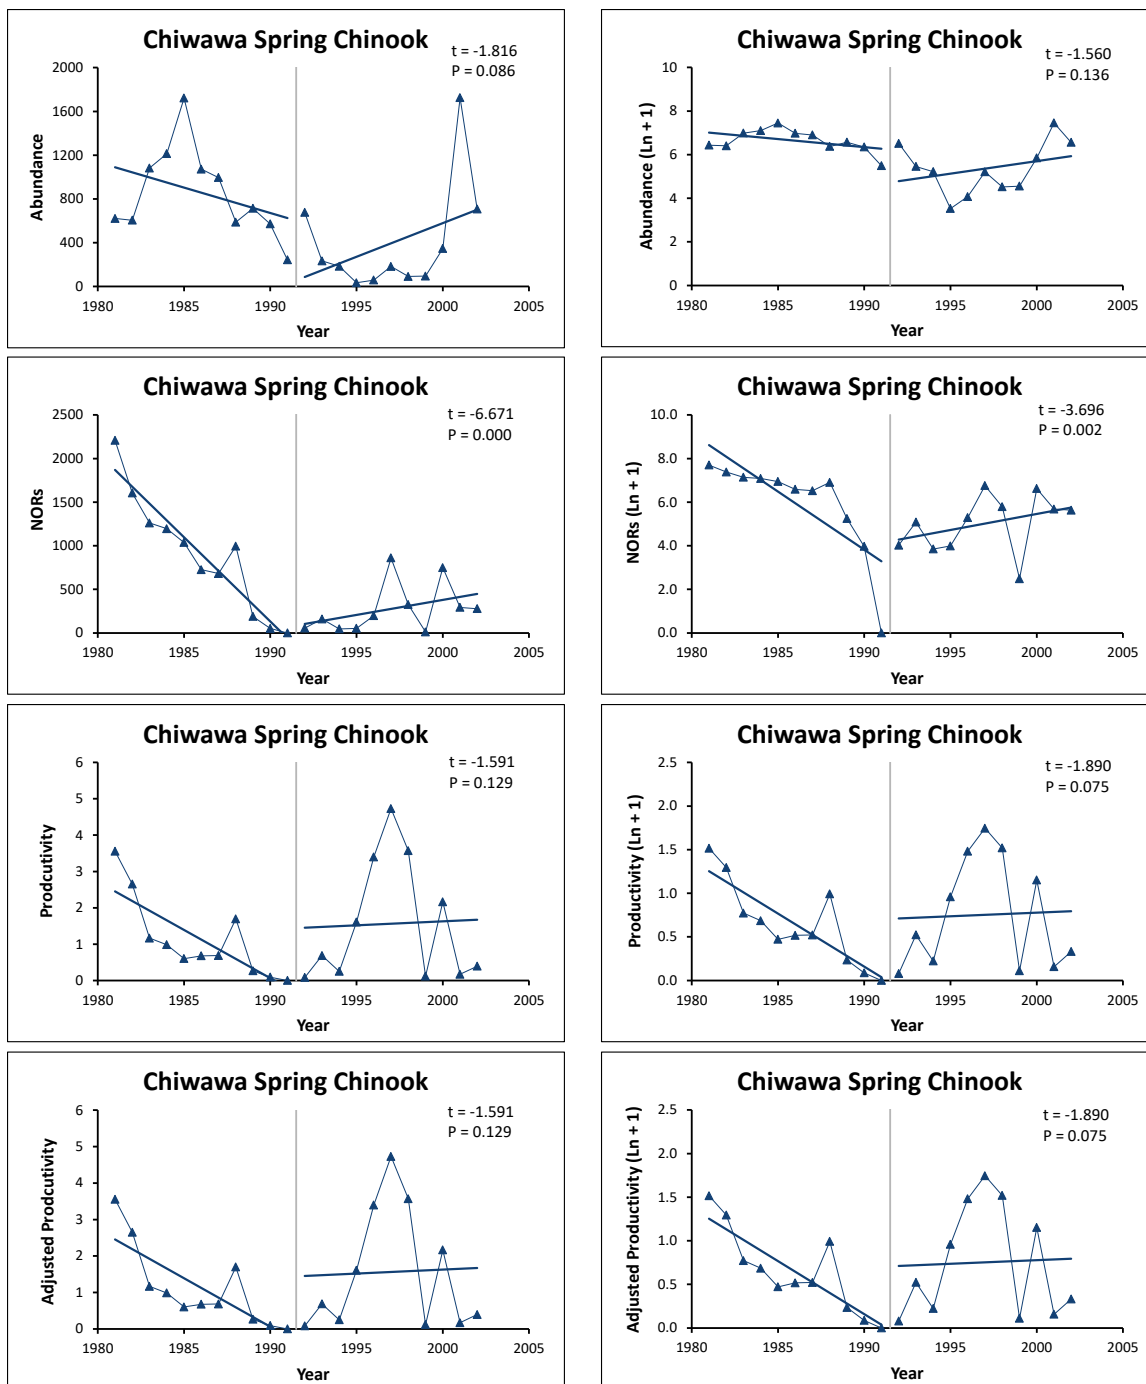 Chiwawa Spring Chinook
t = -1.816
P = 0.086
Abundance
2000
1600
1200
800
400
0
1980 1985 1990 1995 2000 2005
Year
Chiwawa Spring Chinook
t = -1.560
P = 0.136
Abundance (Ln + 1)
10
8
6
4
2
0
1980 1985 1990 1995 2000 2005
Year
Chiwawa Spring Chinook
t = -6.671
P = 0.000
NORs
2500
2000
1500
1000
500
0
1980 1985 1990 1995 2000 2005
Year
Chiwawa Spring Chinook
t = -3.696
P = 0.002
NORs (Ln + 1)
10.0
8.0
6.0
4.0
2.0
0.0
1980 1985 1990 1995 2000 2005
Year
Chiwawa Spring Chinook
t = -1.591
P = 0.129
Prodcutivity
6
5
4
3
2
1
0
1980 1985 1990 1995 2000 2005
Year
Chiwawa Spring Chinook
t = -1.890
P = 0.075
Productivity (Ln + 1)
2.5
2.0
1.5
1.0
0.5
0.0
1980 1985 1990 1995 2000 2005
Year
Chiwawa Spring Chinook
t = -1.591
P = 0.129
Adjusted Prodcutivity
6
5
4
3
2
1
0
1980 1985 1990 1995 2000 2005
Year
Chiwawa Spring Chinook
t = -1.890
P = 0.075
Adjusted Productivity (Ln + 1)
2.5
2.0
1.5
1.0
0.5
0.0
1980 1985 1990 1995 2000 2005
Year